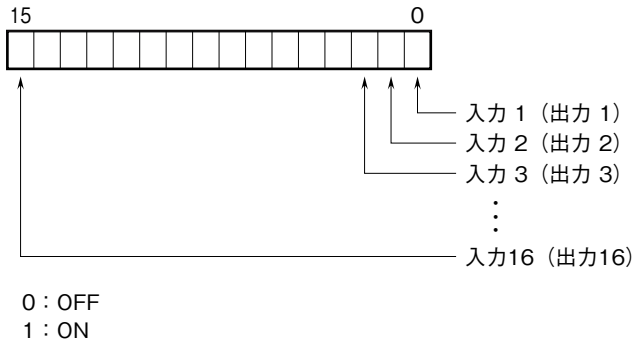 15 0
入力 1（出力 1）
入力 2（出力 2）
入力 3（出力 3）
⋮
入力16（出力16）
0：OFF
1：ON